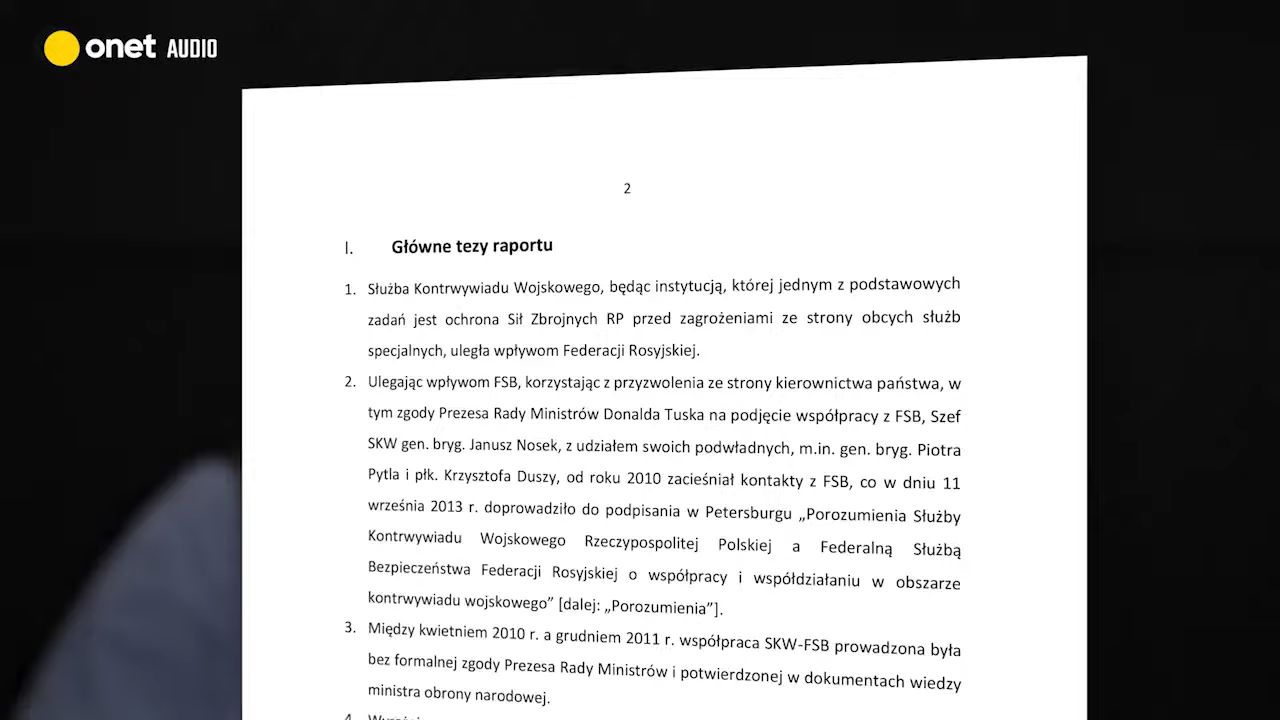 onet AUDIO
2
I. Główne tezy raportu
1. Służba Kontrwywiadu Wojskowego, będąc instytucją, której jednym z podstawowych
zadań jest ochrona Sił Zbrojnych RP przed zagrożeniami ze strony obcych służb
specjalnych, uległa wpływom Federacji Rosyjskiej.
2. Ulegając wpływom FSB, korzystając z przyzwolenia ze strony kierownictwa państwa, w
tym zgody Prezesa Rady Ministrów Donalda Tuska na podjęcie współpracy z FSB, Szef
SKW gen. bryg. Janusz Nosek, z udziałem swoich podwładnych, m.in. gen. bryg. Piotra
Pytla i płk. Krzysztofa Duszy, od roku 2010 zacieśniał kontakty z FSB, co w dniu 11
września 2013 r. doprowadziło do podpisania w Petersburgu „Porozumienia Służby
Kontrwywiadu Wojskowego Rzeczypospolitej Polskiej a Federalną Służbą
Bezpieczeństwa Federacji Rosyjskiej o współpracy i współdziałaniu w obszarze
kontrwywiadu wojskowego” [dalej: „Porozumienia”].
3. Między kwietniem 2010 r. a grudniem 2011 r. współpraca SKW-FSB prowadzona była
bez formalnej zgody Prezesa Rady Ministrów i potwierdzonej w dokumentach wiedzy
ministra obrony narodowej.
4.